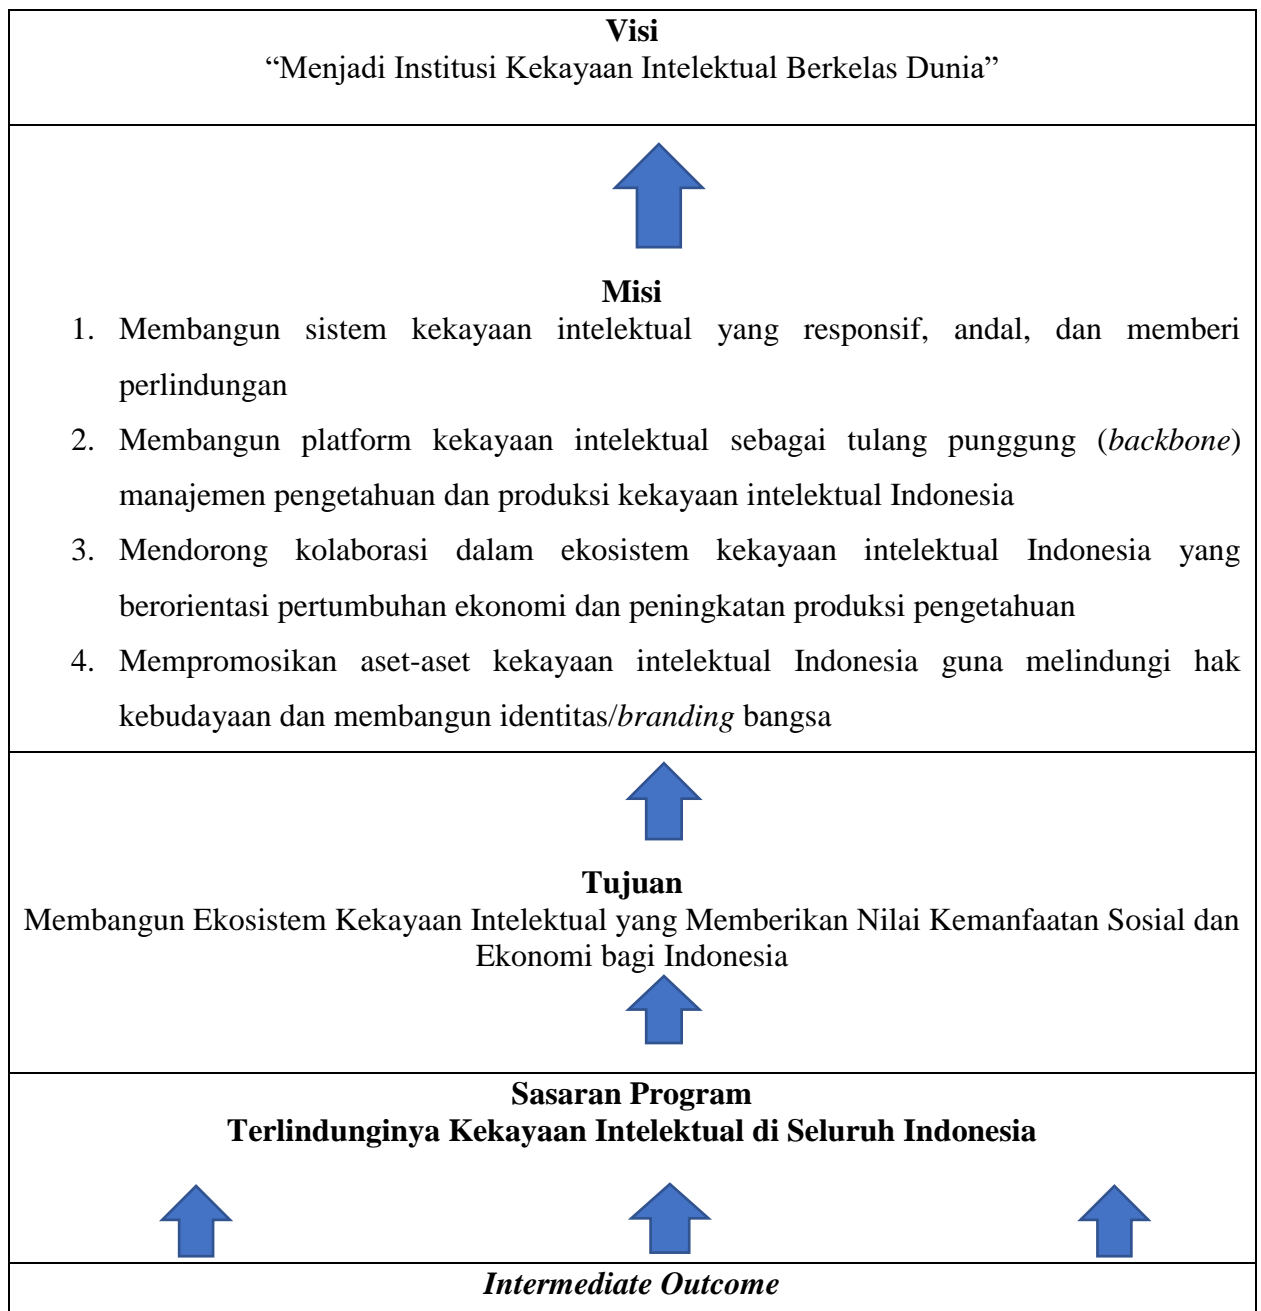 Visi
“Menjadi Institusi Kekayaan Intelektual Berkelas Dunia”
Misi
1. Membangun sistem kekayaan intelektual yang responsif, andal, dan memberi
perlindungan
2. Membangun platform kekayaan intelektual sebagai tulang punggung (backbone)
manajemen pengetahuan dan produksi kekayaan intelektual Indonesia
3. Mendorong kolaborasi dalam ekosistem kekayaan intelektual Indonesia yang
berorientasi pertumbuhan ekonomi dan peningkatan produksi pengetahuan
4. Mempromosikan aset-aset kekayaan intelektual Indonesia guna melindungi hak
kebudayaan dan membangun identitas/branding bangsa
Tujuan
Membangun Ekosistem Kekayaan Intelektual yang Memberikan Nilai Kemanfaatan Sosial dan
Ekonomi bagi Indonesia
Sasaran Program
Terlindunginya Kekayaan Intelektual di Seluruh Indonesia
Intermediate Outcome